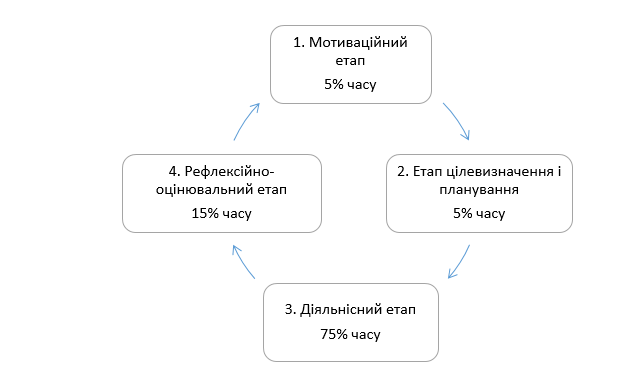 1. Мотиваційний
етап
5% часу
2. Етап цілевизначення і
планування
5% часу
3. Діяльнісний етап
75% часу
4. Рефлексійно-
оцінювальний етап
15% часу